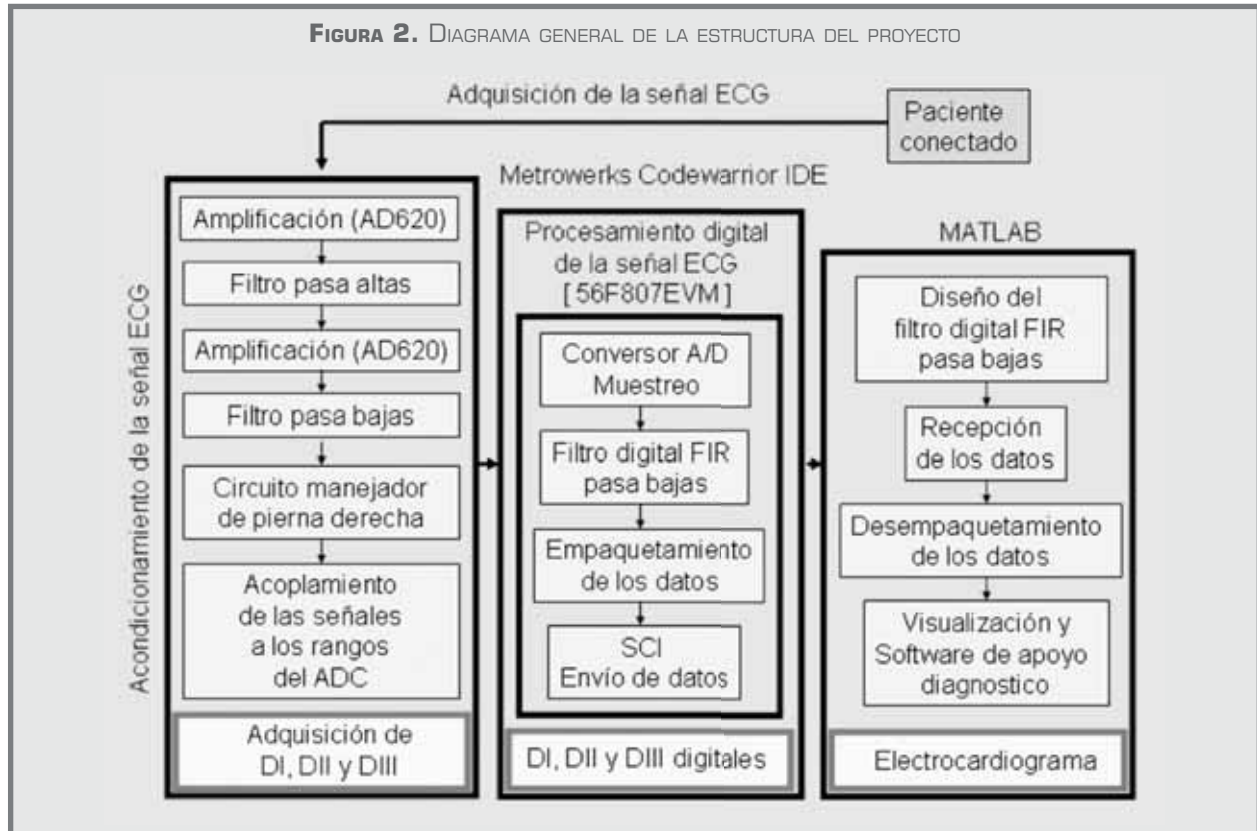 FIGURA 2. DIAGRAMA GENERAL DE LA ESTRUCTURA DEL PROYECTO
Adquisición de la señal ECG
Paciente
conectado
Acondicionamiento de la señal ECG
Amplificación (AD620)
Filtro pasa altas
Amplificación (AD620)
Filtro pasa bajas
Circuito manejador
de pierna derecha
Acoplamiento
de las señales
a los rangos
del ADC
Adquisición de
DI, DII y DIII
Metrowerks Codewarrior IDE
Procesamiento digital
de la señal ECG
[ 56F807EVM ]
Conversor A/D
Muestreo
Filtro digital FIR
pasa bajas
Empaquetamiento
de los datos
SCI
Envío de datos
DI, DII y DIII digitales
MATLAB
Diseño del
filtro digital FIR
pasa bajas
Recepción
de los datos
Desempaquetamiento
de los datos
Visualización y
Software de apoyo
diagnostico
Electrocardiograma